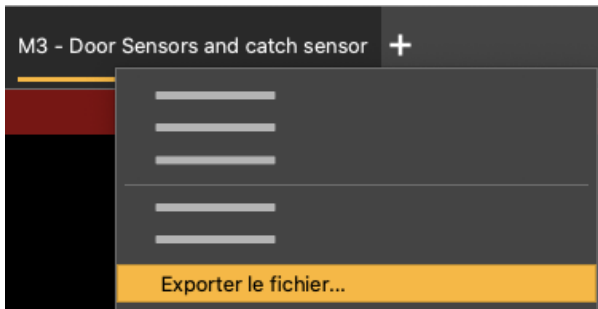 M3 - Door Sensors and catch sensor +
Exporter le fichier...